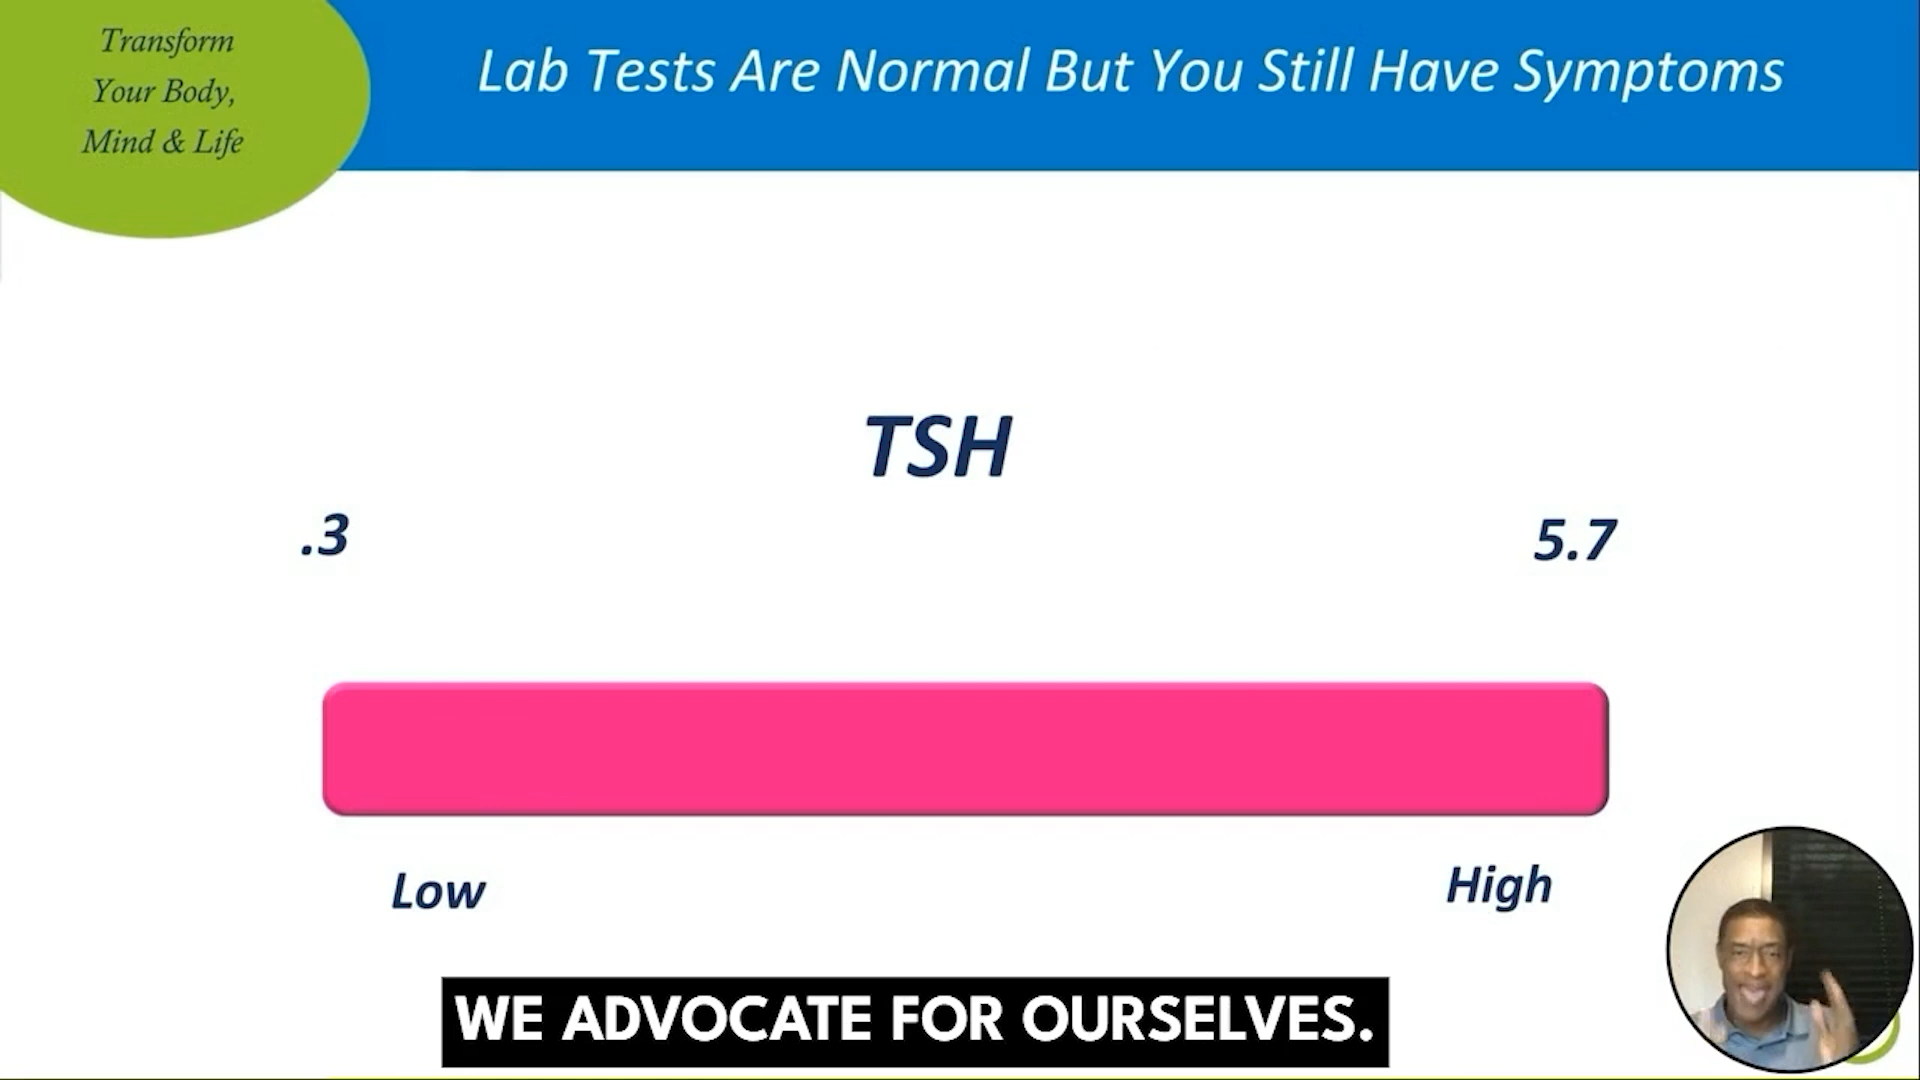 Transform
Your Body,
Mind & Life
Lab Tests Are Normal But You Still Have Symptoms
TSH
.3
5.7
Low
High
WE ADVOCATE FOR OURSELVES.